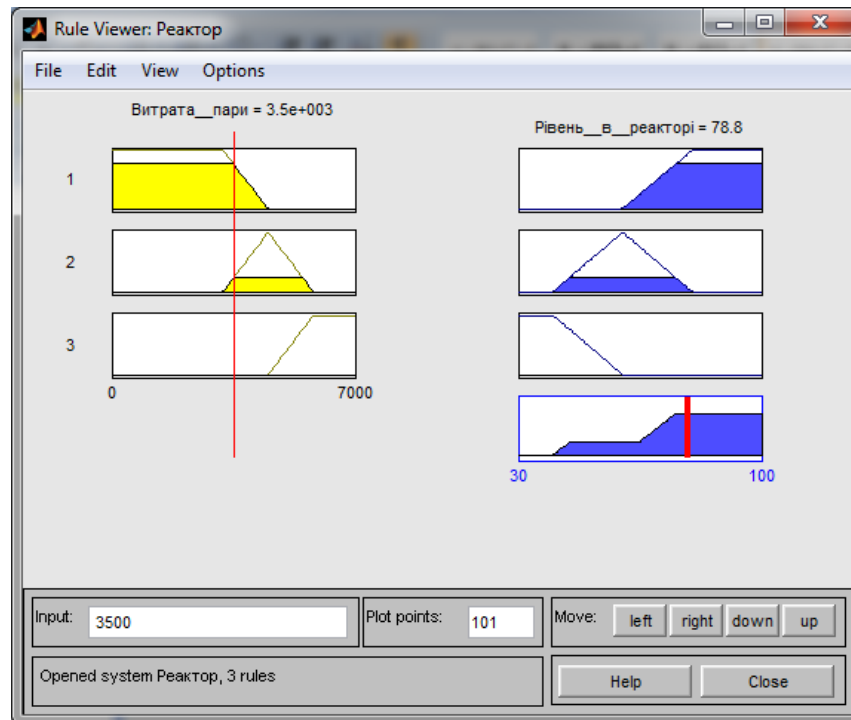 Rule Viewer: Реактор
File Edit View Options
Витрата__пари = 3.5e+003
Рівень__в__реакторі = 78.8
1
2
3
0 7000
30 100
Input: 3500 Plot points: 101 Move: left right down up
Opened system Реактор, 3 rules Help Close